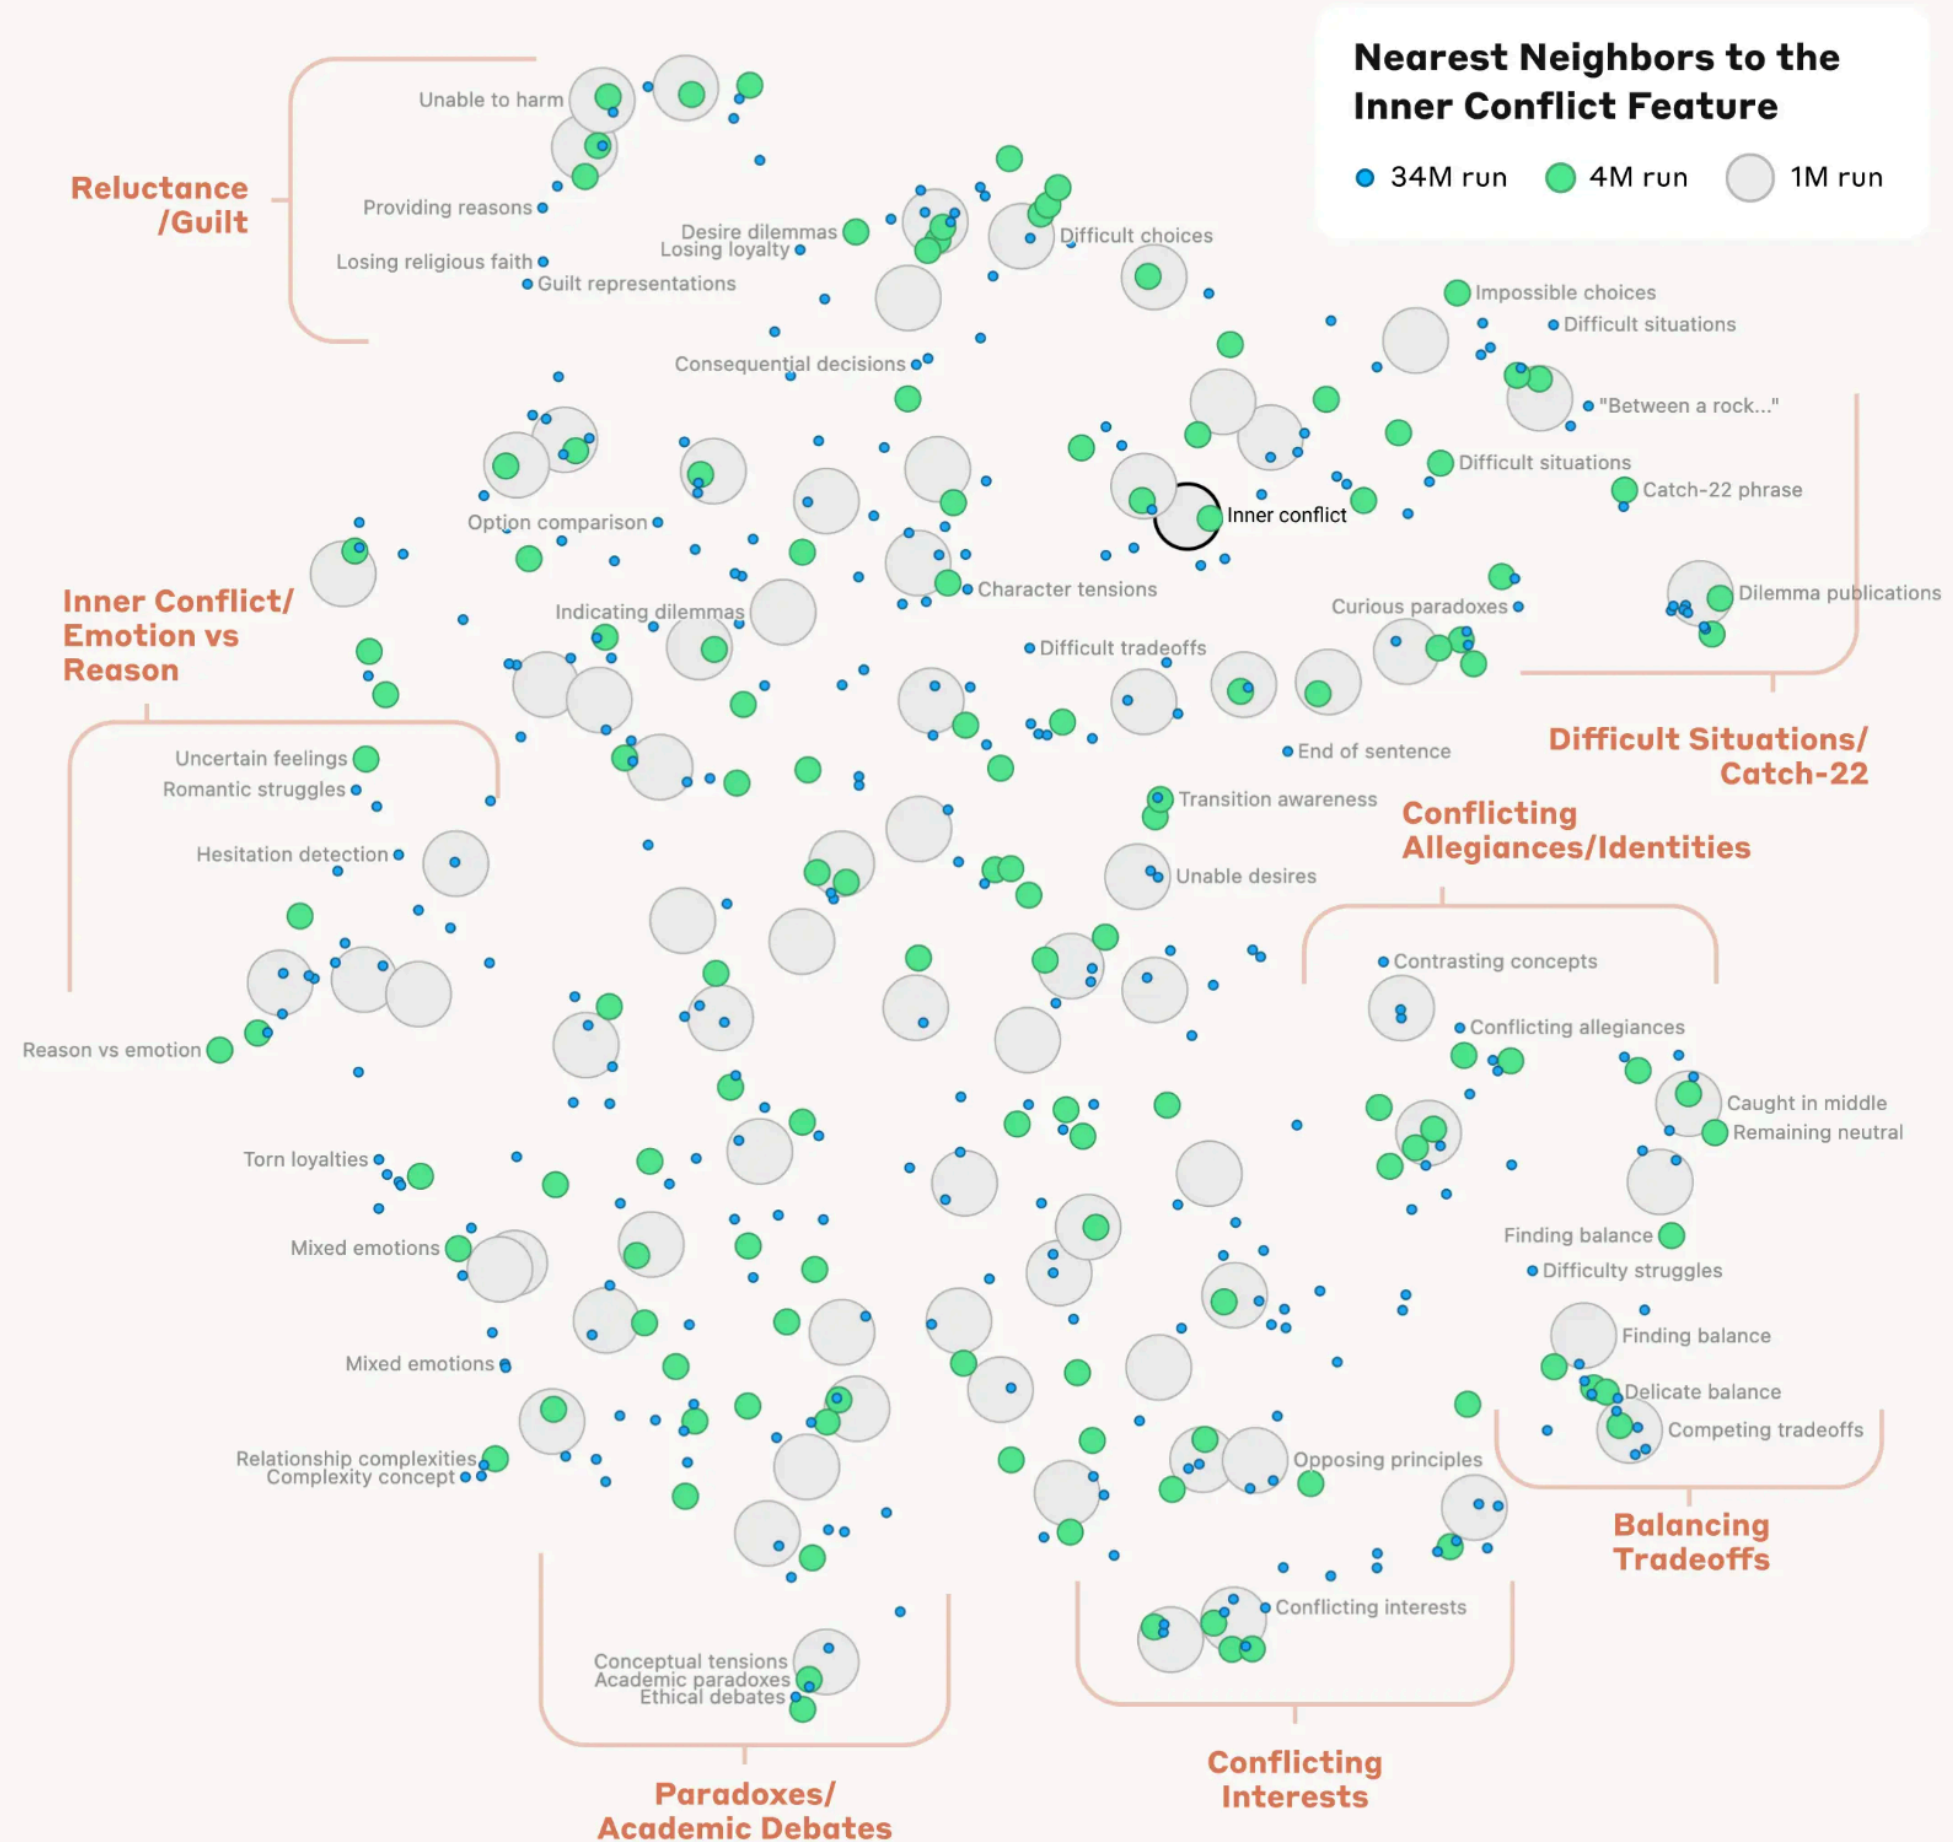 Nearest Neighbors to the
Inner Conflict Feature
34M run
4M run
1M run
Unable to harm
Reluctance
/Guilt
Providing reasons
Desire dilemmas
Losing loyalty
Difficult choices
Losing religious faith
Guilt representations
Impossible choices
Difficult situations
Consequential decisions
"Between a rock..."
Difficult situations
Catch-22 phrase
Option comparison
Inner conflict
Inner Conflict/
Emotion vs
Reason
Character tensions
Indicating dilemmas
Curious paradoxes
Dilemma publications
Difficult tradeoffs
End of sentence
Difficult Situations/
Catch-22
Uncertain feelings
Romantic struggles
Transition awareness
Conflicting
Allegiances/Identities
Hesitation detection
Unable desires
Contrasting concepts
Conflicting allegiances
Reason vs emotion
Caught in middle
Remaining neutral
Torn loyalties
Finding balance
Mixed emotions
Difficulty struggles
Finding balance
Mixed emotions
Delicate balance
Competing tradeoffs
Relationship complexities
Complexity concept
Opposing principles
Balancing
Tradeoffs
Conflicting interests
Conceptual tensions
Academic paradoxes
Ethical debates
Conflicting
Interests
Paradoxes/
Academic Debates